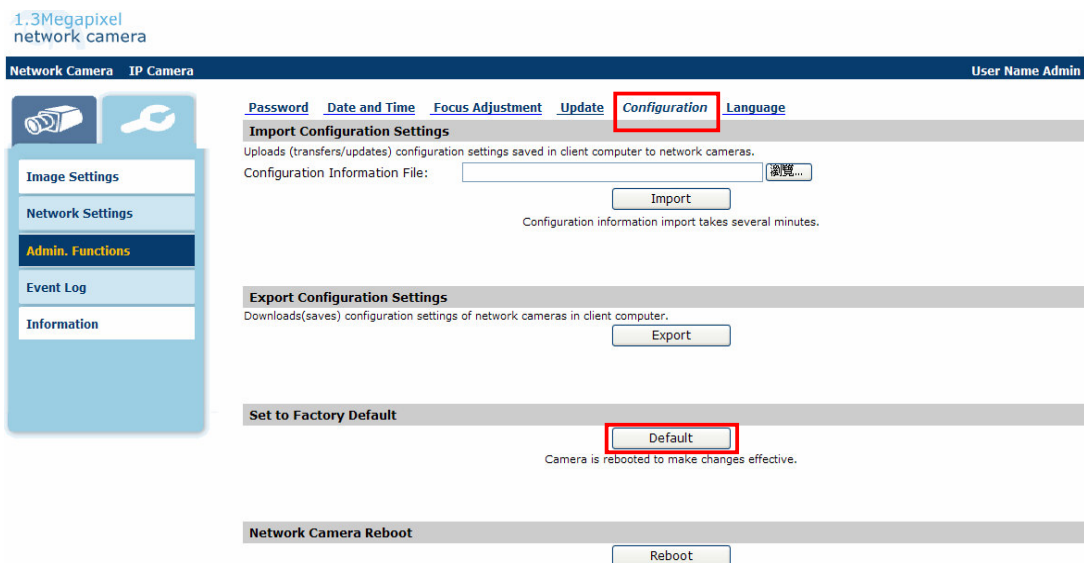 1.3Megapixel
network camera
Network Camera IP Camera User Name Admin
Password Date and Time Focus Adjustment Update Configuration Language
Import Configuration Settings
Uploads (transfers/updates) configuration settings saved in client computer to network cameras.
Configuration Information File: 瀏覽...
Import
Configuration information import takes several minutes.
Image Settings
Network Settings
Admin. Functions
Event Log
Information
Export Configuration Settings
Downloads(saves) configuration settings of network cameras in client computer.
Export
Set to Factory Default
Default
Camera is rebooted to make changes effective.
Network Camera Reboot
Reboot